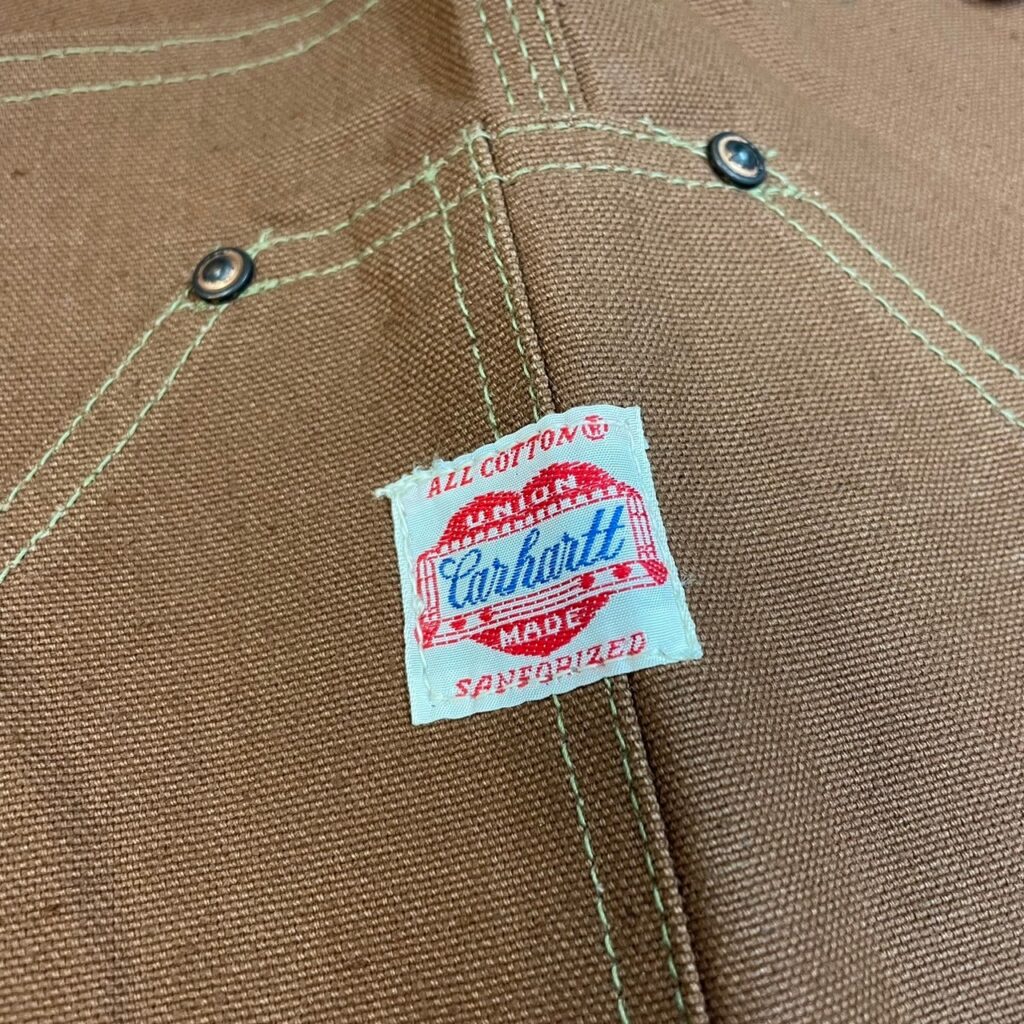 ALL COTTON ®
UNION
Carhartt
MADE
SANFORIZED